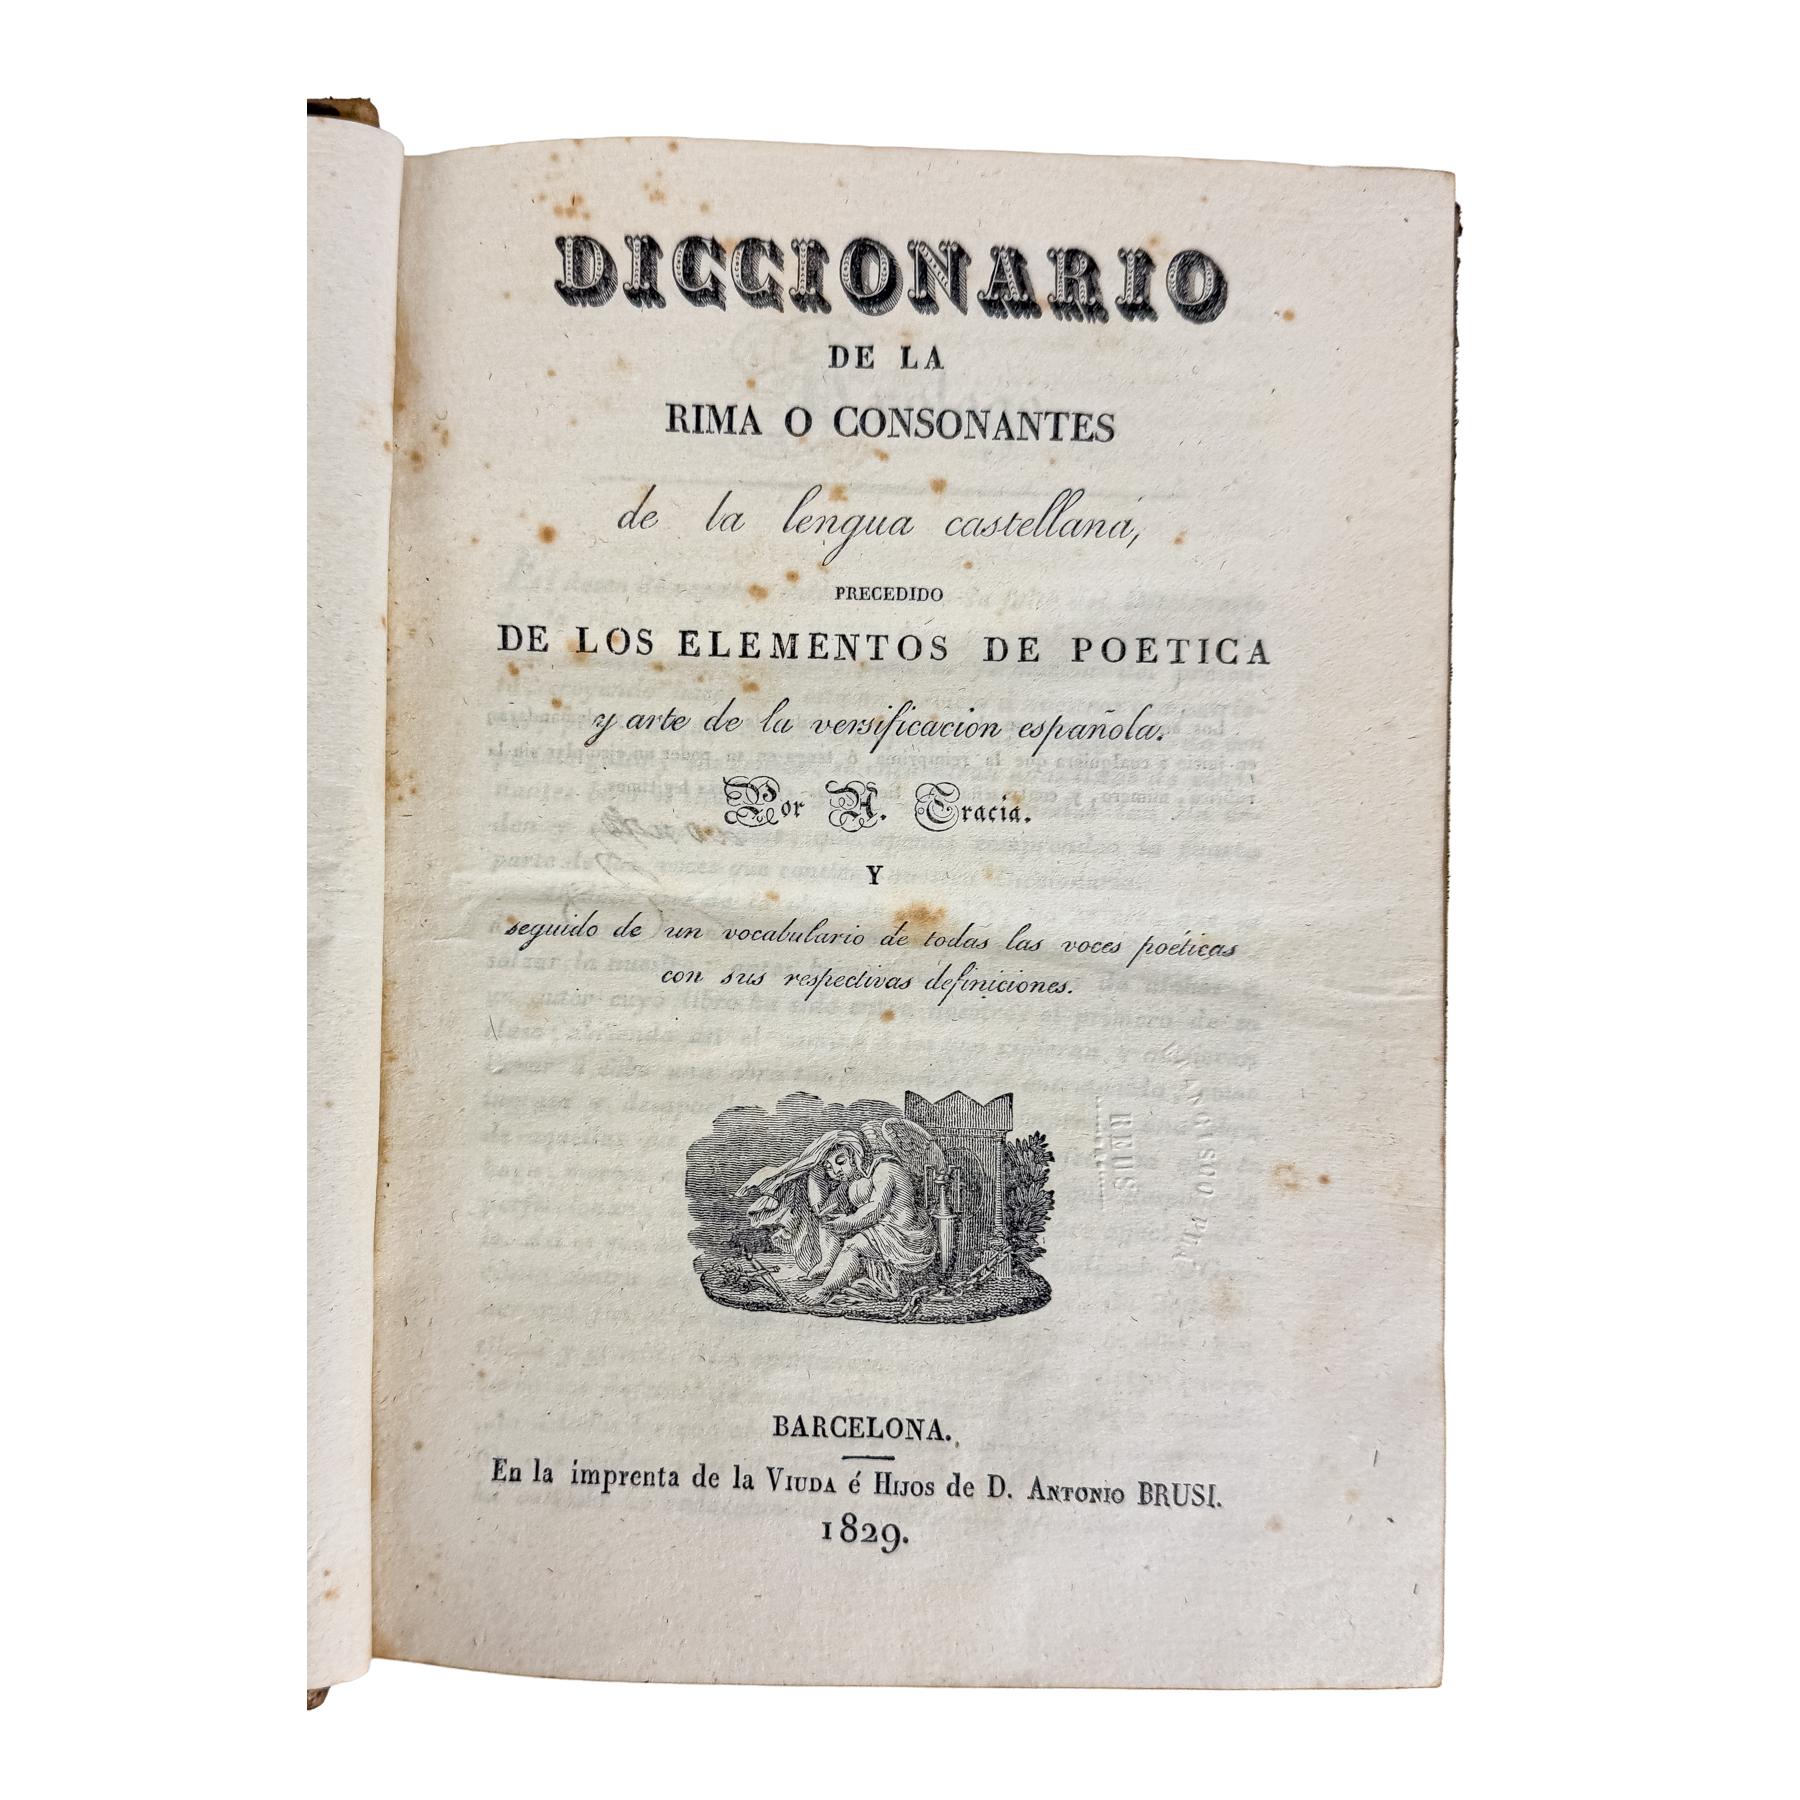 DICCIONARIO
DE LA
RIMA O CONSONANTES
de la lengua castellana,
PRECEDIDO
DE LOS ELEMENTOS DE POETICA
y arte de la versificacion española.
Por A. Tracia.
Y
seguido de un vocabulario de todas las voces poéticas
con sus respectivas definiciones.
REUS
BARCELONA.
En la imprenta de la VIUDA é HIJOS de D. ANTONIO BRUSI.
1829.